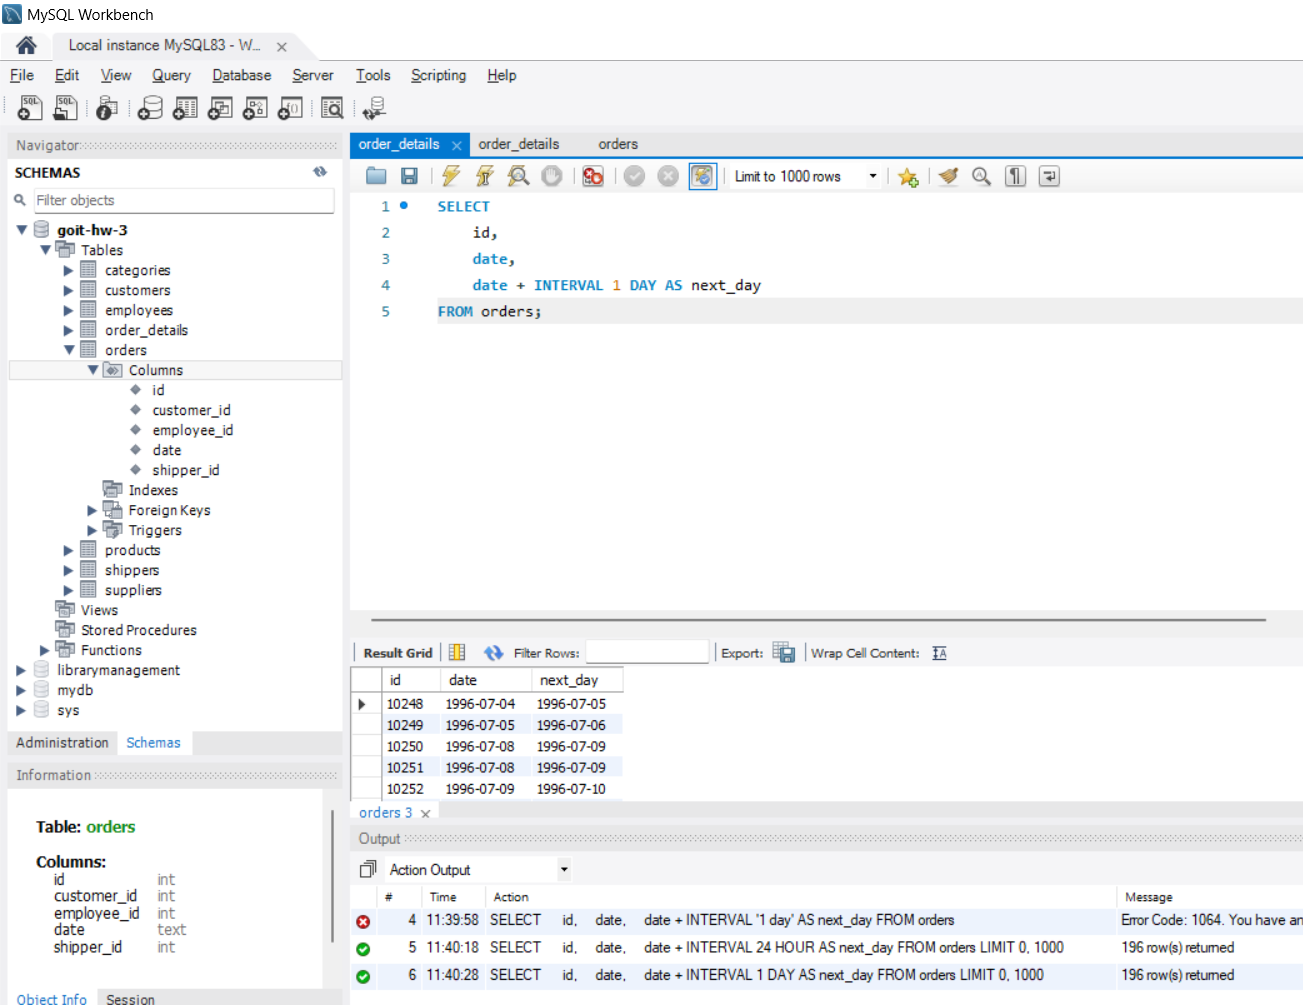 MySQL Workbench
Local instance MySQL83 - W...
File Edit View Query Database Server Tools Scripting Help
Navigator
SCHEMAS
Filter objects
goit-hw-3
Tables
categories
customers
employees
order_details
orders
Columns
id
customer_id
employee_id
date
shipper_id
Indexes
Foreign Keys
Triggers
products
shippers
suppliers
Views
Stored Procedures
Functions
librarymanagement
mydb
sys
Administration Schemas
Information
Table: orders
Columns:
id int
customer_id int
employee_id int
date text
shipper_id int
Object Info Session
order_details order_details orders
Limit to 1000 rows
1 SELECT
2 id,
3 date,
4 date + INTERVAL 1 DAY AS next_day
5 FROM orders;
Result Grid Filter Rows: Export: Wrap Cell Content:
id date next_day
10248 1996-07-04 1996-07-05
10249 1996-07-05 1996-07-06
10250 1996-07-08 1996-07-09
10251 1996-07-08 1996-07-09
10252 1996-07-09 1996-07-10
orders 3
Output
Action Output
# Time Action Message
4 11:39:58 SELECT id, date, date + INTERVAL '1 day' AS next_day FROM orders Error Code: 1064. You have an
5 11:40:18 SELECT id, date, date + INTERVAL 24 HOUR AS next_day FROM orders LIMIT 0, 1000 196 row(s) returned
6 11:40:28 SELECT id, date, date + INTERVAL 1 DAY AS next_day FROM orders LIMIT 0, 1000 196 row(s) returned